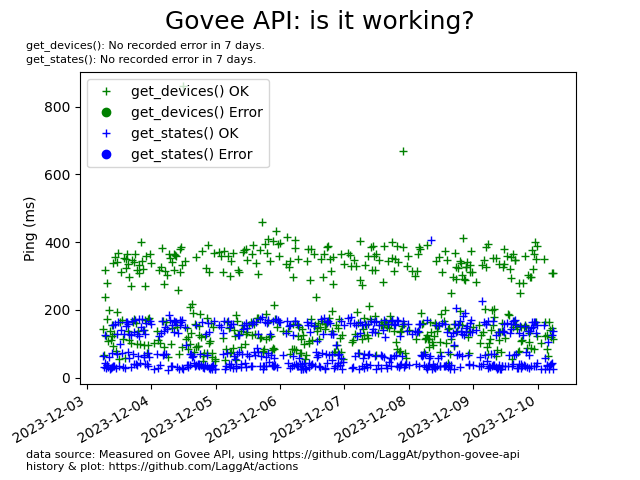 Govee API: is it working?
get_devices(): No recorded error in 7 days.
get_states(): No recorded error in 7 days.
get_devices() OK
get_devices() Error
get_states() OK
get_states() Error
Ping (ms)
800
600
400
200
0
2023-12-03
2023-12-04
2023-12-05
2023-12-06
2023-12-07
2023-12-08
2023-12-09
2023-12-10
data source: Measured on Govee API, using https://github.com/LaggAt/python-govee-api
history & plot: https://github.com/LaggAt/actions